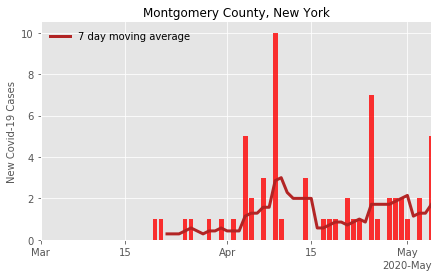 Montgomery County, New York
7 day moving average
New Covid-19 Cases
10
8
6
4
2
0
Mar
15
Apr
15
May
2020-May